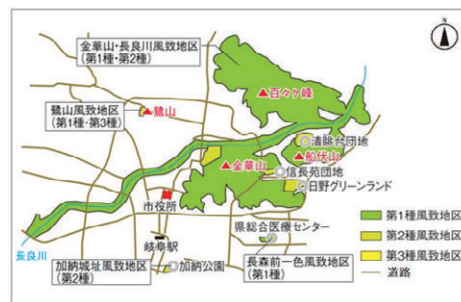 N
金華山・長良川風致地区
(第1種・第2種)
百々ヶ峰
鷺山風致地区
(第1種・第3種)
鷺山
清眺台団地
船伏山
金華山
信長苑団地
日野グリーンランド
市役所
県総合医療センター
岐阜駅
長良川
加納城址風致地区
(第2種)
加納公園
長森前一色風致地区
(第1種)
第1種風致地区
第2種風致地区
第3種風致地区
道路